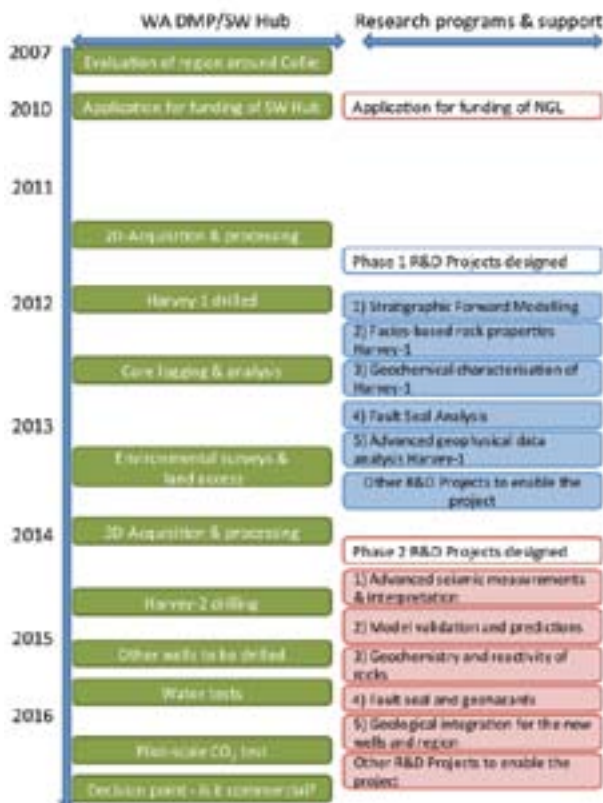 WA DMP/SW Hub
Research programs & support
2007
Evaluation of region around Collie
2010
Application for funding of SW Hub
Application for funding of NGL
2011
2D-Acquisition & processing
Phase 1 R&D Projects designed
2012
Harvey-1 drilled
1) Stratigraphic Forward Modelling
2) Facies-based rock properties
Harvey-1
Core logging & analysis
3) Geochemical characterisation of
Harvey-1
4) Fault Seal Analysis
2013
5) Advanced geophysical data
analysis Harvey-1
Environmental surveys &
land access
Other R&D Projects to enable the
project
2014
3D Acquisition & processing
Phase 2 R&D Projects designed
1) Advanced seismic measurements
& interpretation
Harvey-2 drilling
2) Model validation and predictions
2015
Other wells to be drilled
3) Geochemistry and reactivity of
rocks
Water tests
4) Fault seal and geohazards
2016
5) Geological integration for the new
wells and region
Pilot-scale CO₂ test
Other R&D Projects to enable the
project
Decision point - is it commercial?